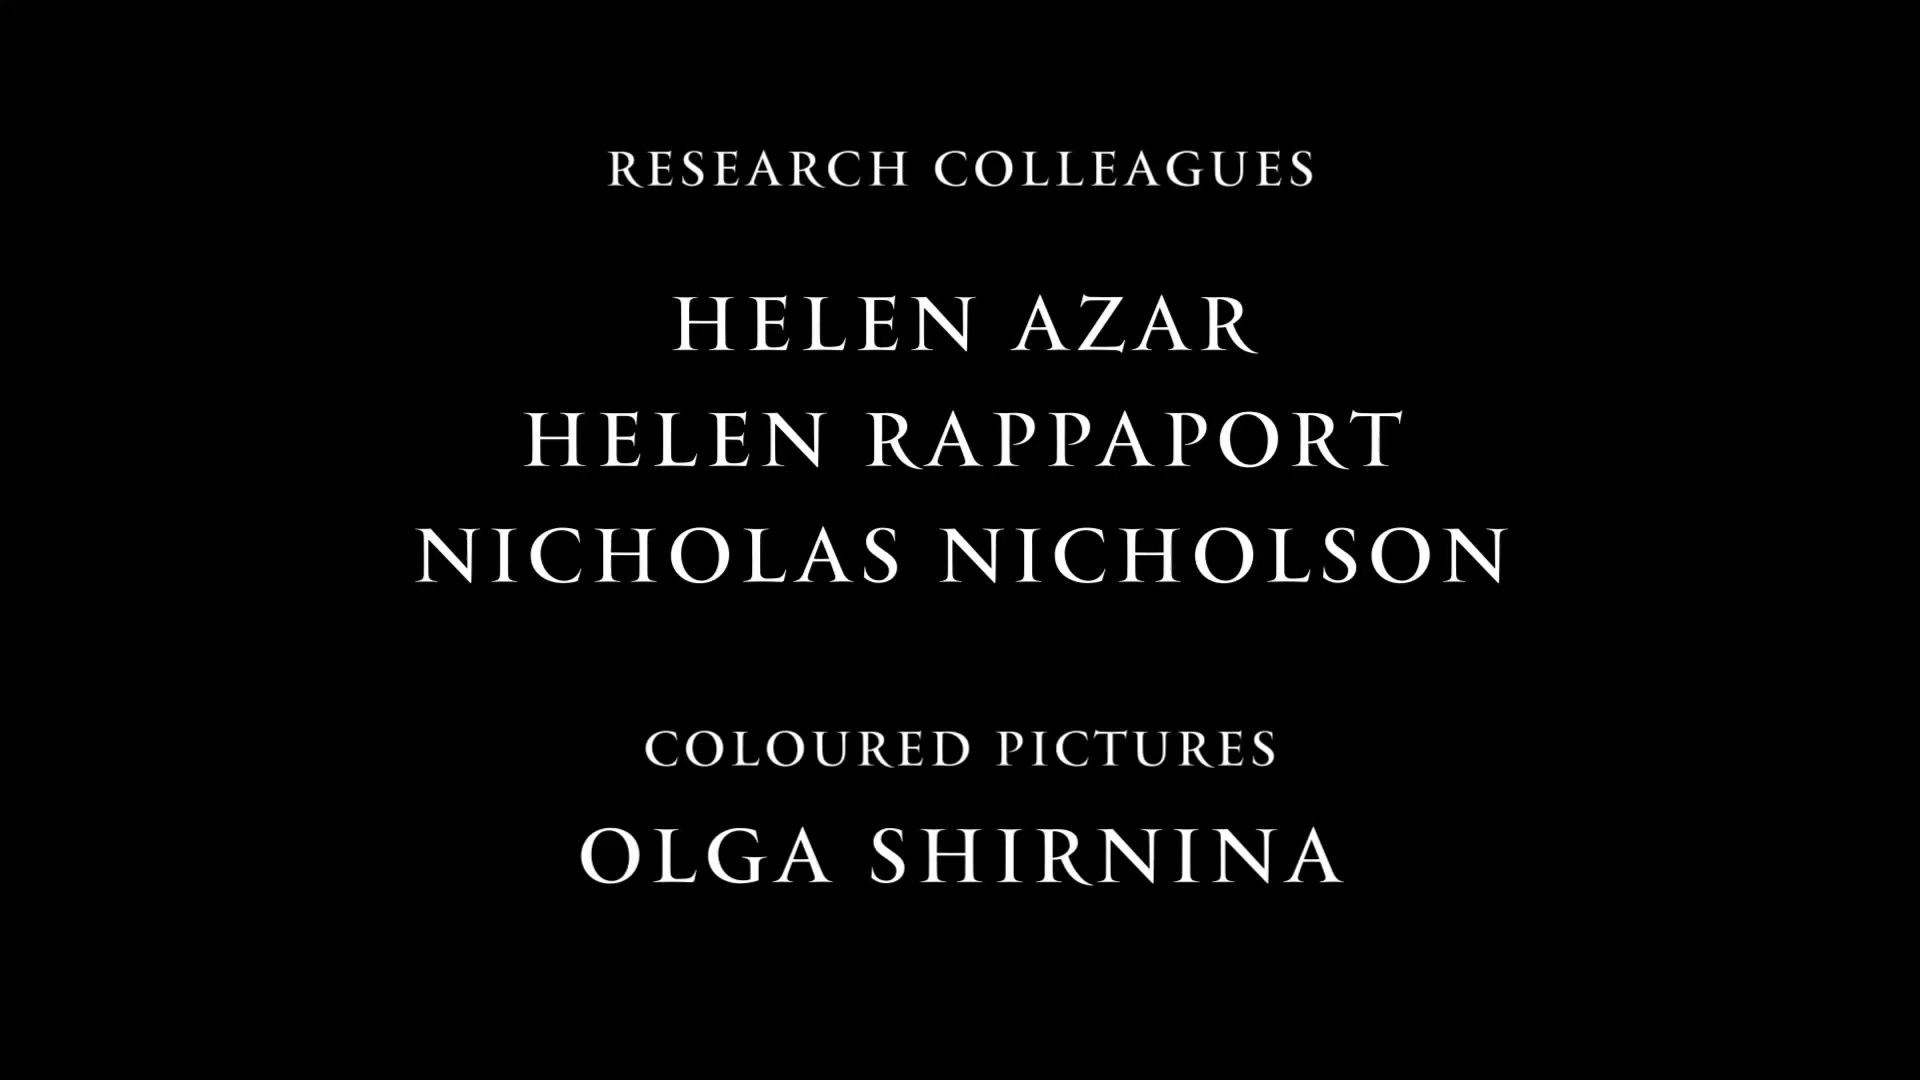 RESEARCH COLLEAGUES
HELEN AZAR
HELEN RAPPAPORT
NICHOLAS NICHOLSON
COLOURED PICTURES
OLGA SHIRNINA